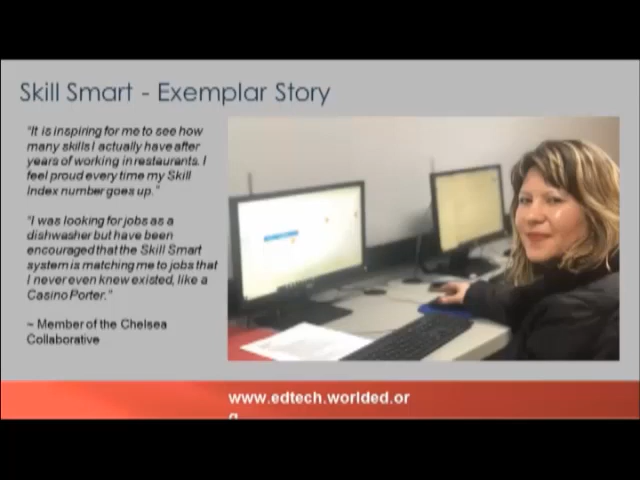 Skill Smart - Exemplar Story
"It is inspiring for me to see how
many skills I actually have after
years of working in restaurants. I
feel proud every time my Skill
Index number goes up."
"I was looking for jobs as a
dishwasher but have been
encouraged that the Skill Smart
system is matching me to jobs that
I never even knew existed, like a
Casino Porter."
~ Member of the Chelsea
Collaborative
www.edtech.worlded.or
g